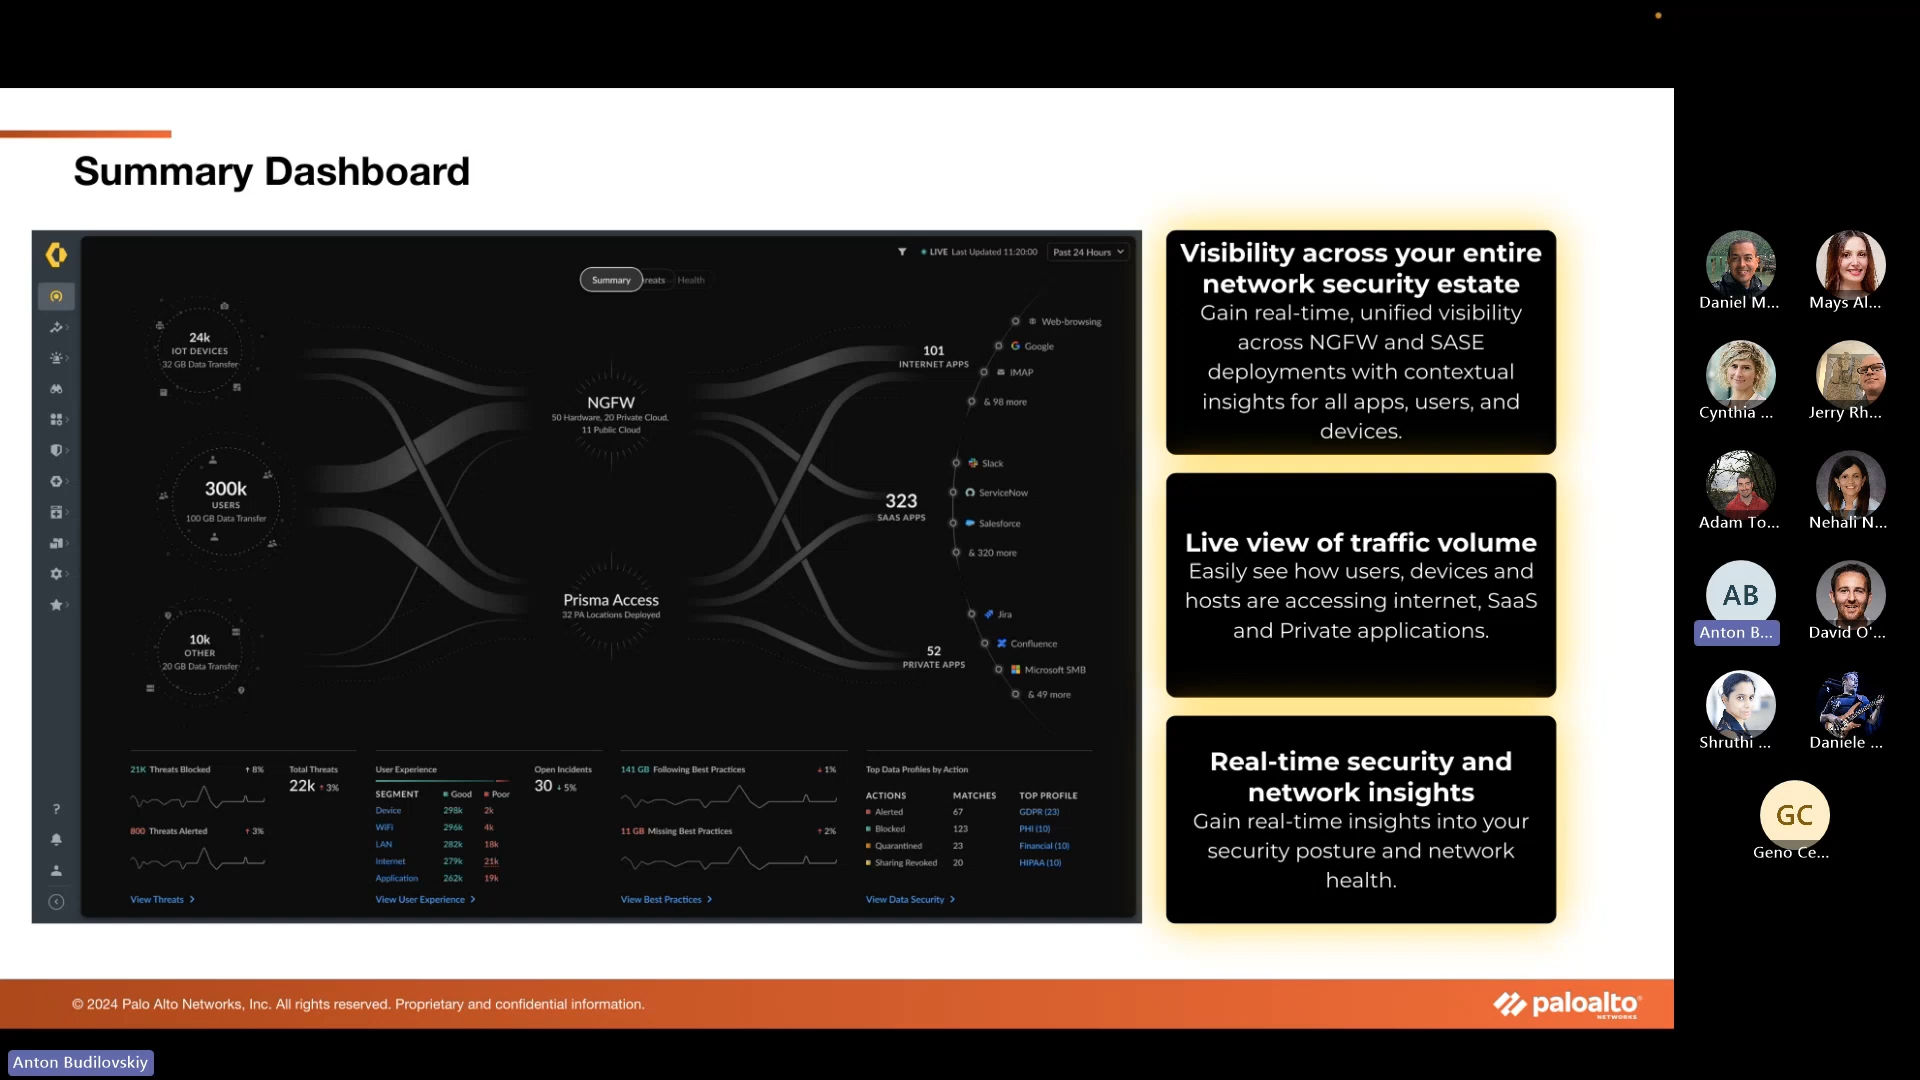 Summary Dashboard
LIVE Last Updated 11:20:00
Past 24 Hours
Summary
reats
Health
24k
IOT DEVICES
32 GB Data Transfer
300k
USERS
100 GB Data Transfer
10k
OTHER
20 GB Data Transfer
NGFW
50 Hardware, 20 Private Cloud,
11 Public Cloud
Prisma Access
32 PA Locations Deployed
101
INTERNET APPS
323
SAAS APPS
52
PRIVATE APPS
Web-browsing
Google
IMAP
& 98 more
Slack
ServiceNow
Salesforce
& 320 more
Jira
Confluence
Microsoft SMB
& 49 more
21K Threats Blocked ↑ 8%
800 Threats Alerted ↑ 3%
Total Threats
22k ↑ 3%
View Threats >
User Experience
SEGMENT Good Poor
Device 298k 2k
WiFi 296k 4k
LAN 282k 18k
Internet 279k 21k
Application 262k 19k
View User Experience >
Open Incidents
30 ↓ 5%
141 GB Following Best Practices ↓ 1%
11 GB Missing Best Practices ↑ 2%
View Best Practices >
Top Data Profiles by Action
ACTIONS MATCHES TOP PROFILE
Alerted 67 GDPR (23)
Blocked 123 PHI (10)
Quarantined 23 Financial (10)
Sharing Revoked 20 HIPAA (10)
View Data Security >
Visibility across your entire
network security estate
Gain real-time, unified visibility
across NGFW and SASE
deployments with contextual
insights for all apps, users, and
devices.
Live view of traffic volume
Easily see how users, devices and
hosts are accessing internet, SaaS
and Private applications.
Real-time security and
network insights
Gain real-time insights into your
security posture and network
health.
© 2024 Palo Alto Networks, Inc. All rights reserved. Proprietary and confidential information.
paloalto
NETWORKS
Daniel M...
Mays Al...
Cynthia ...
Jerry Rh...
Adam To...
Nehali N...
AB
Anton B...
David O'...
Shruthi ...
Daniele ...
GC
Geno Ce...
Anton Budilovskiy